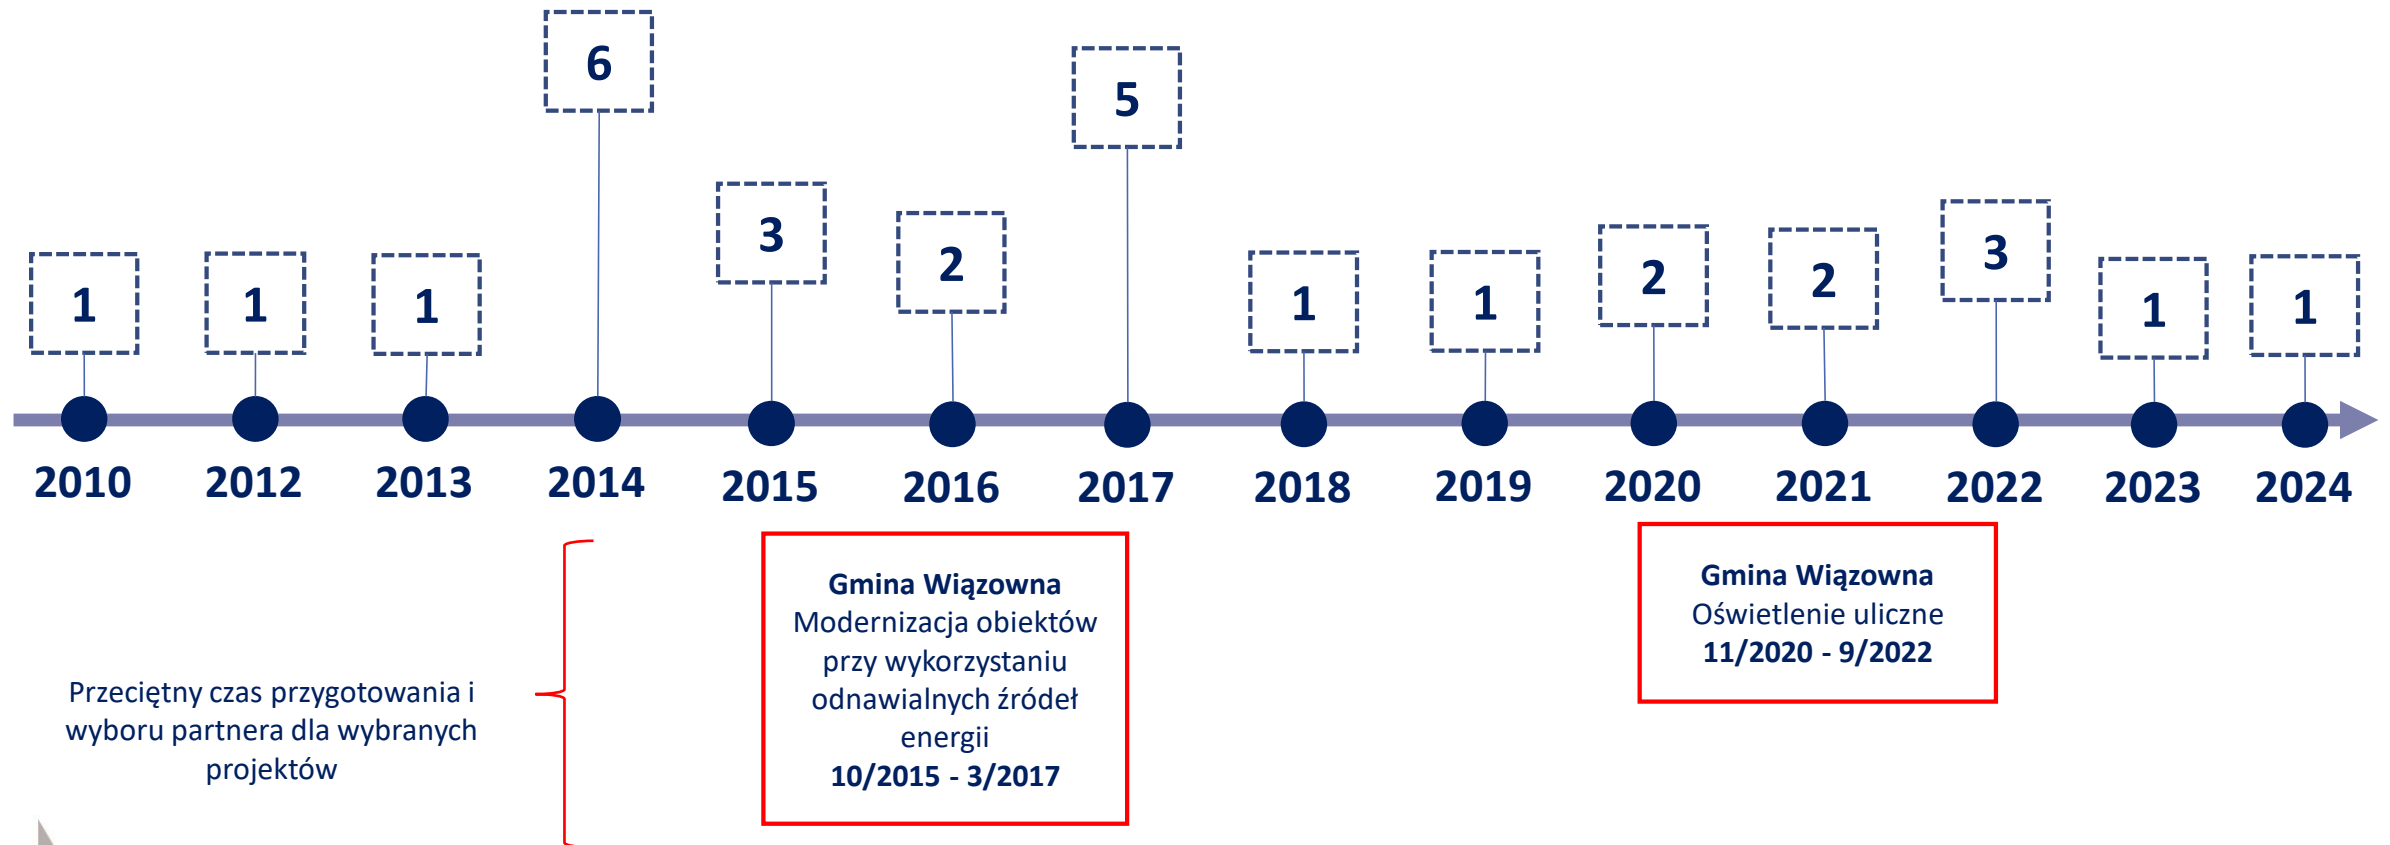 6
5
3
2
3
2
2
1
1
1
1
1
1
1
2010
2012
2013
2014
2015
2016
2017
2018
2019
2020
2021
2022
2023
2024
Przeciętny czas przygotowania i
wyboru partnera dla wybranych
projektów
Gmina Wiązowna
Modernizacja obiektów
przy wykorzystaniu
odnawialnych źródeł
energii
10/2015 - 3/2017
Gmina Wiązowna
Oświetlenie uliczne
11/2020 - 9/2022